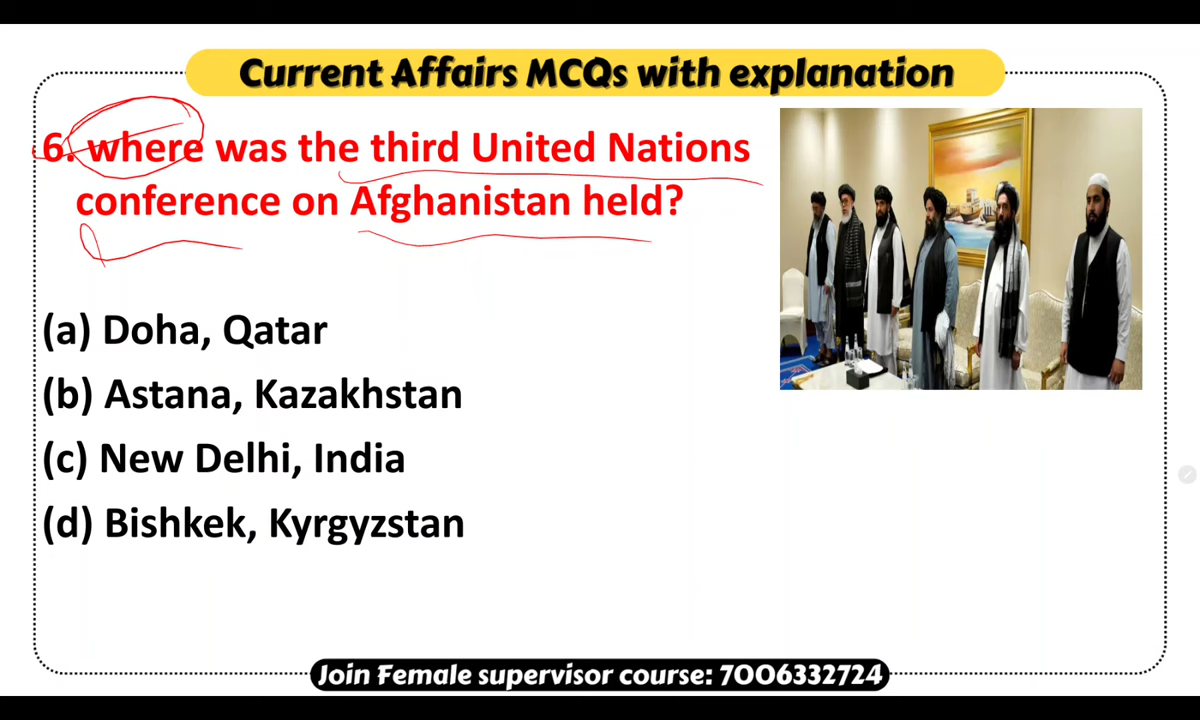 Current Affairs MCQs with explanation
6. where was the third United Nations
conference on Afghanistan held?
(a) Doha, Qatar
(b) Astana, Kazakhstan
(c) New Delhi, India
(d) Bishkek, Kyrgyzstan
Join Female supervisor course: 7006332724